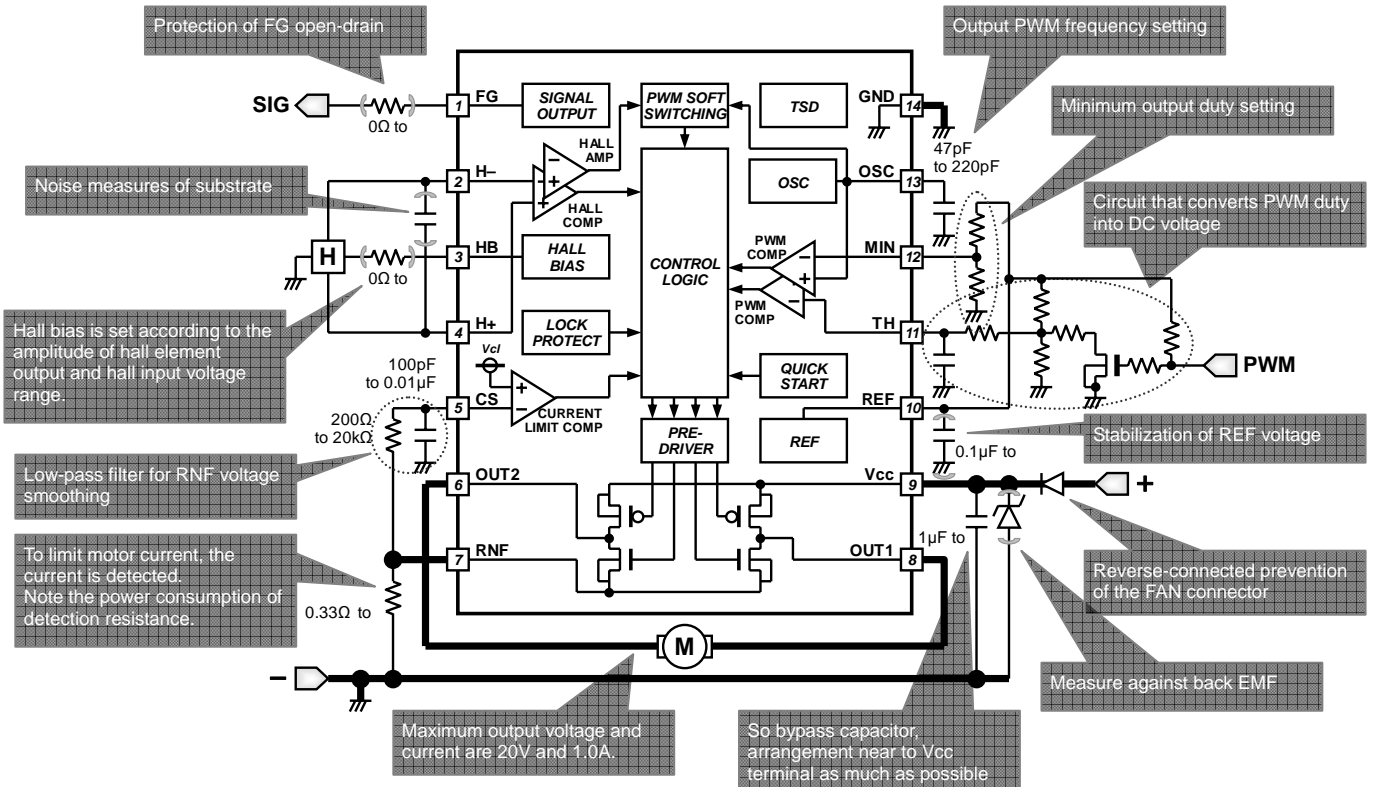 Protection of FG open-drain
Output PWM frequency setting
SIG
0Ω to
1
FG
SIGNAL
OUTPUT
PWM SOFT
SWITCHING
TSD
GND
14
Minimum output duty setting
47pF
to 220pF
Noise measures of substrate
2
H–
HALL
AMP
HALL
COMP
OSC
OSC
13
Circuit that converts PWM duty
into DC voltage
H
0Ω to
3
HB
HALL
BIAS
CONTROL
LOGIC
PWM
COMP
PWM
COMP
MIN
12
Hall bias is set according to the
amplitude of hall element
output and hall input voltage
range.
4
H+
LOCK
PROTECT
TH
11
PWM
100pF
to 0.01µF
Vcl
QUICK
START
200Ω
to 20kΩ
5
CS
CURRENT
LIMIT COMP
REF
REF
10
0.1µF to
Stabilization of REF voltage
Low-pass filter for RNF voltage
smoothing
PRE-
DRIVER
6
OUT2
Vcc
9
+
1µF to
To limit motor current, the
current is detected.
Note the power consumption of
detection resistance.
7
RNF
OUT1
8
0.33Ω to
Reverse-connected prevention
of the FAN connector
M
–
Measure against back EMF
Maximum output voltage and
current are 20V and 1.0A.
So bypass capacitor,
arrangement near to Vcc
terminal as much as possible